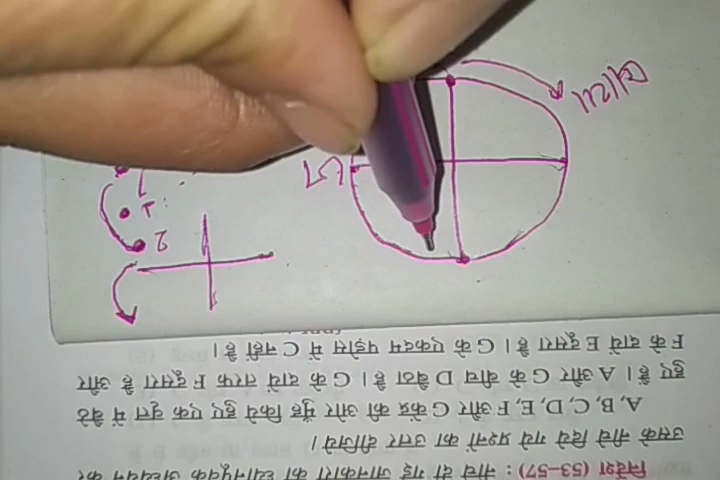 निर्देश (53-57) : नीचे दी गई जानकारी का ध्यानपूर्वक अध्ययन कर
उसके नीचे दिये गये प्रश्नों का उत्तर दीजिये।
A, B, C, D, E, F और G केंद्र की ओर मुँह किये हुए एक वृत्त में बैठे
हुए हैं। A और G के बीच D बैठा है। G के बायें तरफ F दूसरा है और
F के बायें E दूसरा है। G के एकदम पड़ोस में C नहीं है।
2
1